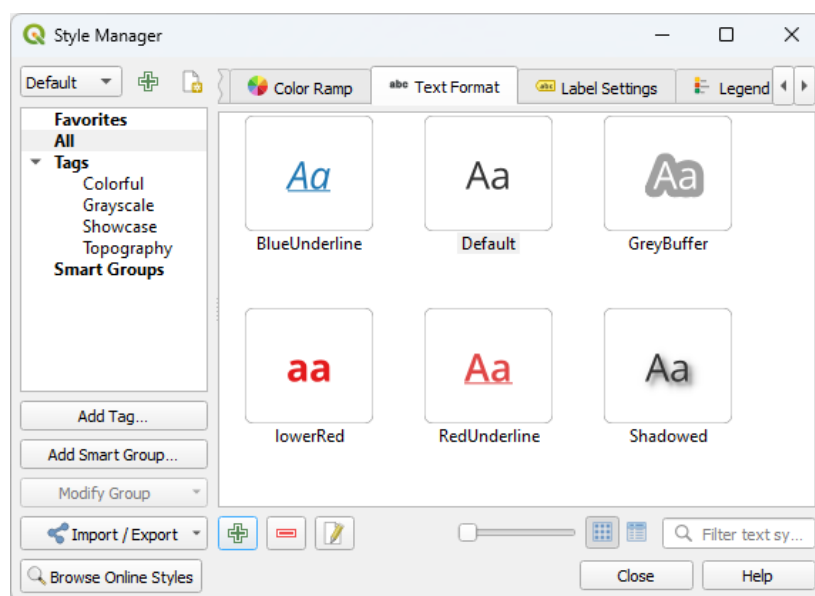 Style Manager
Default
Color Ramp
abc Text Format
abc Label Settings
Legend
Favorites
All
Tags
Colorful
Grayscale
Showcase
Topography
Smart Groups
Aa
Aa
Aa
BlueUnderline
Default
GreyBuffer
aa
Aa
Aa
lowerRed
RedUnderline
Shadowed
Add Tag...
Add Smart Group...
Modify Group
Import / Export
Filter text sy...
Browse Online Styles
Close
Help